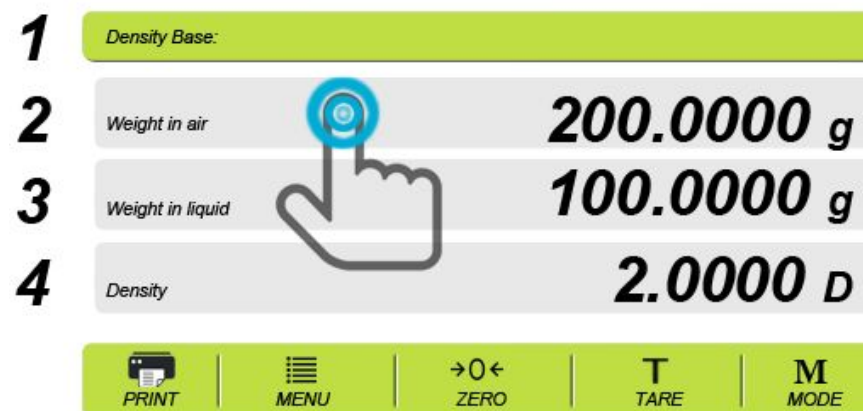 1 Density Base:
2 Weight in air 200.0000 g
3 Weight in liquid 100.0000 g
4 Density 2.0000 D
PRINT MENU →0← ZERO T TARE M MODE